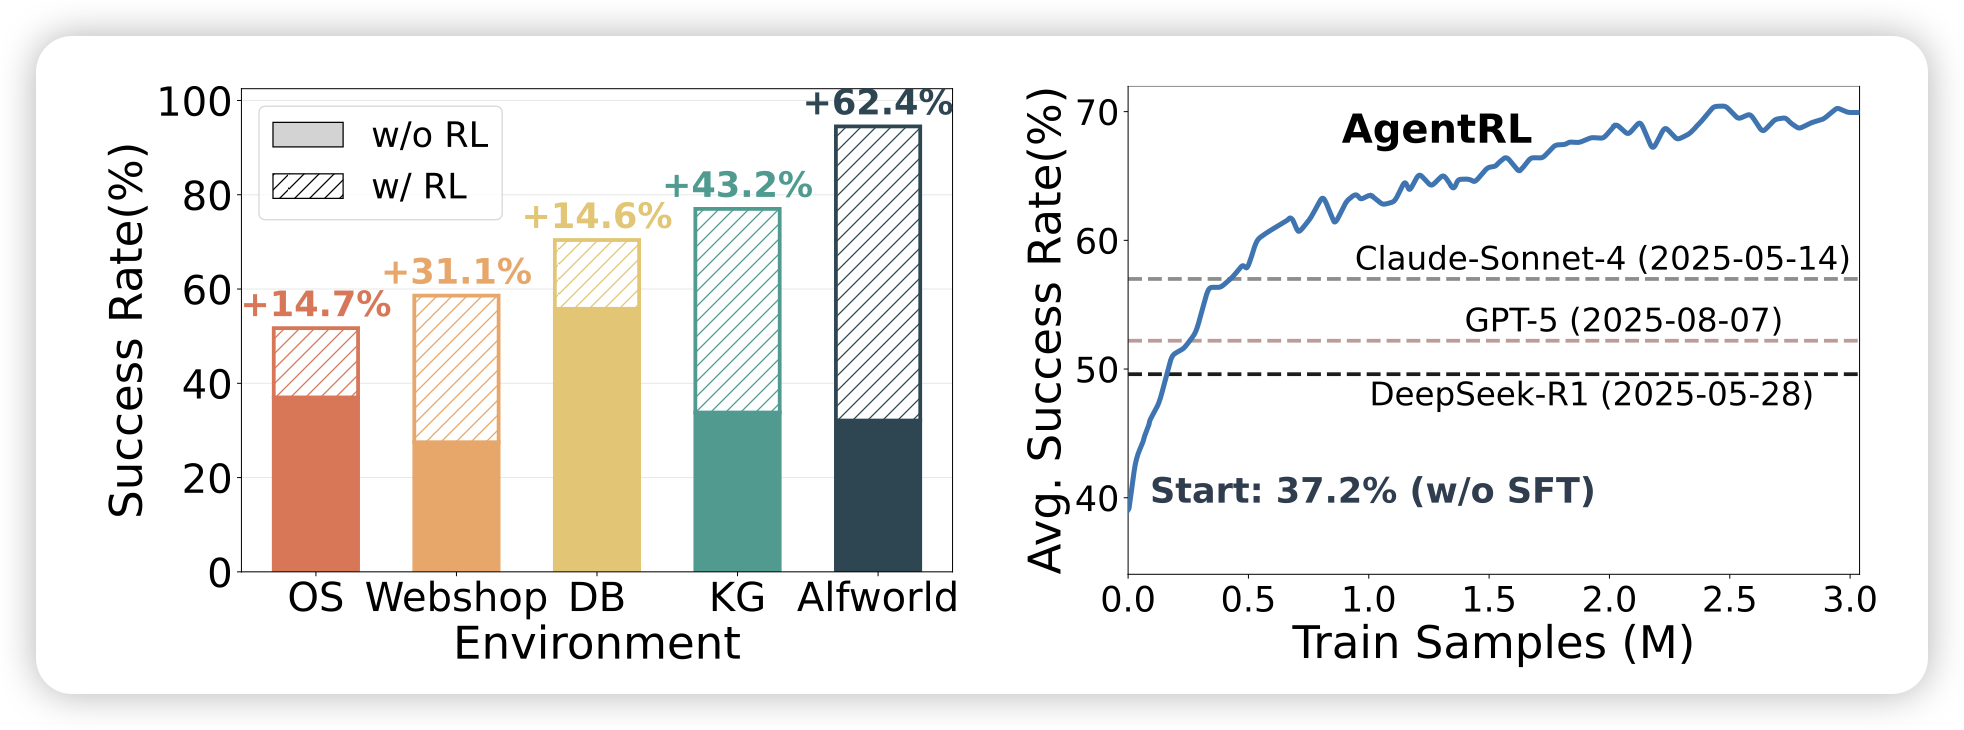 Success Rate(%)
100
80
60
40
20
0
w/o RL
w/ RL
+14.7%
+31.1%
+14.6%
+43.2%
+62.4%
OS Webshop DB KG Alfworld
Environment
Avg. Success Rate(%)
70
60
50
40
AgentRL
Claude-Sonnet-4 (2025-05-14)
GPT-5 (2025-08-07)
DeepSeek-R1 (2025-05-28)
Start: 37.2% (w/o SFT)
0.0 0.5 1.0 1.5 2.0 2.5 3.0
Train Samples (M)